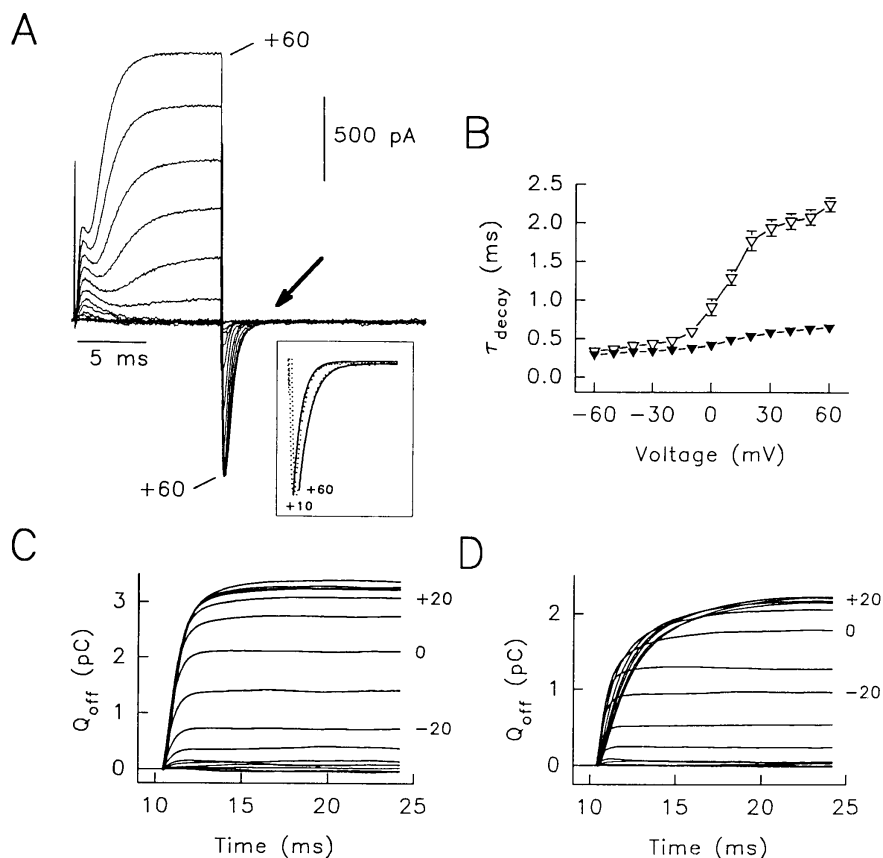 A
+60
500 pA
5 ms
+60
+60
+10
B
2.5
2.0
1.5
1.0
0.5
0.0
τdecay (ms)
−60 −30 0 30 60
Voltage (mV)
C
3
2
1
0
Qoff (pC)
+20
0
−20
10 15 20 25
Time (ms)
D
2
1
0
Qoff (pC)
+20
0
−20
10 15 20 25
Time (ms)